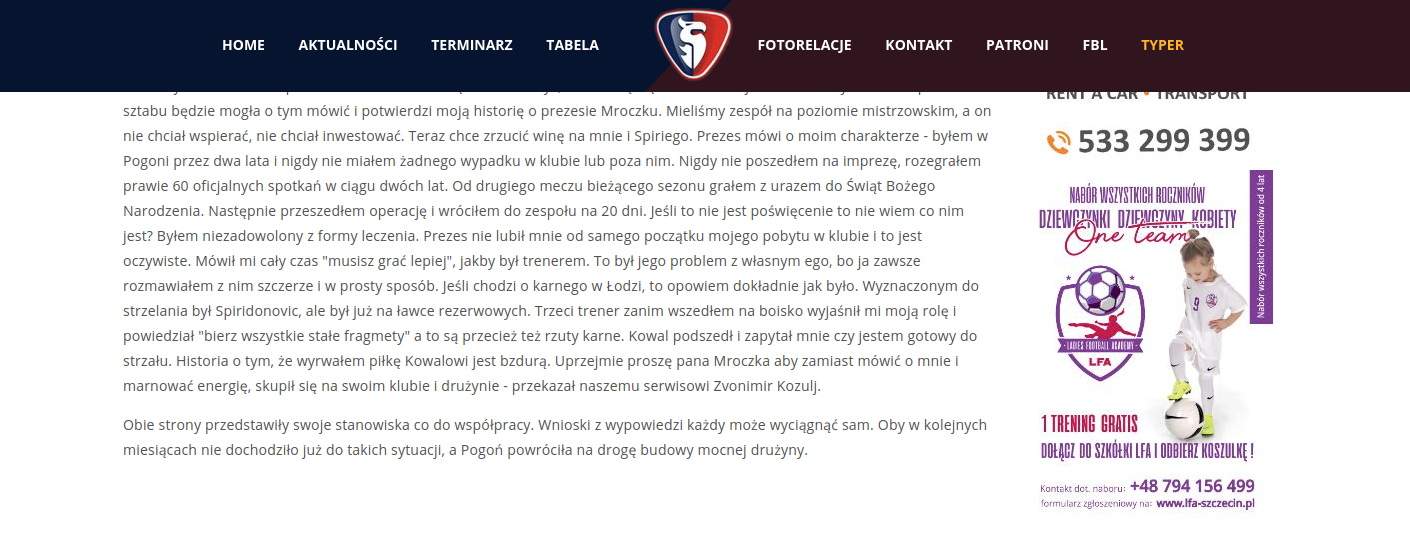 HOME AKTUALNOŚCI TERMINARZ TABELA FOTORELACJE KONTAKT PATRONI FBL TYPER
sztabu będzie mogła o tym mówić i potwierdzi moją historię o prezesie Mroczku. Mieliśmy zespół na poziomie mistrzowskim, a on
nie chciał wspierać, nie chciał inwestować. Teraz chce zrzucić winę na mnie i Spiriego. Prezes mówi o moim charakterze - byłem w
Pogoni przez dwa lata i nigdy nie miałem żadnego wypadku w klubie lub poza nim. Nigdy nie poszedłem na imprezę, rozegrałem
prawie 60 oficjalnych spotkań w ciągu dwóch lat. Od drugiego meczu bieżącego sezonu grałem z urazem do Świąt Bożego
Narodzenia. Następnie przeszedłem operację i wróciłem do zespołu na 20 dni. Jeśli to nie jest poświęcenie to nie wiem co nim
jest? Byłem niezadowolony z formy leczenia. Prezes nie lubił mnie od samego początku mojego pobytu w klubie i to jest
oczywiste. Mówił mi cały czas "musisz grać lepiej", jakby był trenerem. To był jego problem z własnym ego, bo ja zawsze
rozmawiałem z nim szczerze i w prosty sposób. Jeśli chodzi o karnego w Łodzi, to opowiem dokładnie jak było. Wyznaczonym do
strzelania był Spiridonovic, ale był już na ławce rezerwowych. Trzeci trener zanim wszedłem na boisko wyjaśnił mi moją rolę i
powiedział "bierz wszystkie stałe fragmety" a to są przecież też rzuty karne. Kowal podszedł i zapytał mnie czy jestem gotowy do
strzału. Historia o tym, że wyrwałem piłkę Kowalowi jest bzdurą. Uprzejmie proszę pana Mroczka aby zamiast mówić o mnie i
marnować energię, skupił się na swoim klubie i drużynie - przekazał naszemu serwisowi Zvonimir Kozulj.
Obie strony przedstawiły swoje stanowiska co do współpracy. Wnioski z wypowiedzi każdy może wyciągnąć sam. Oby w kolejnych
miesiącach nie dochodziło już do takich sytuacji, a Pogoń powróciła na drogę budowy mocnej drużyny.
RENT A CAR • TRANSPORT
533 299 399
NABÓR WSZYSTKICH ROCZNIKÓW
DZIEWCZYNKI DZIEWCZYNY KOBIETY
One team
Nabór wszystkich roczników od 4 lat
9
LADIES FOOTBALL ACADEMY
LFA
1 TRENING GRATIS
DOŁĄCZ DO SZKÓŁKI LFA I ODBIERZ KOSZULKĘ !
Kontakt dot. naboru: +48 794 156 499
formularz zgłoszeniowy na: www.lfa-szczecin.pl